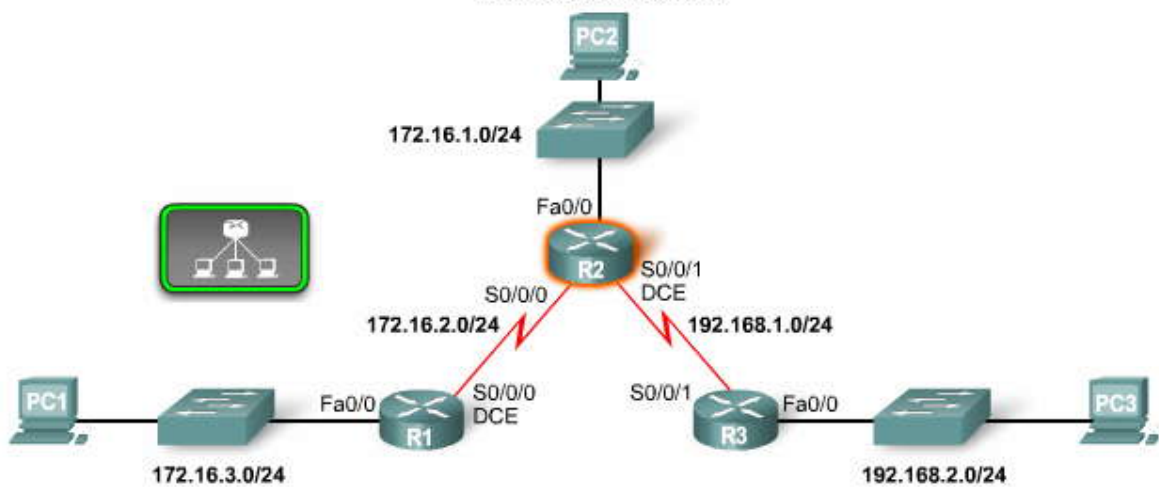 PC2
172.16.1.0/24
Fa0/0
R2
S0/0/1
DCE
S0/0/0
172.16.2.0/24
192.168.1.0/24
PC1
Fa0/0
S0/0/0
DCE
R1
172.16.3.0/24
S0/0/1
R3
Fa0/0
PC3
192.168.2.0/24